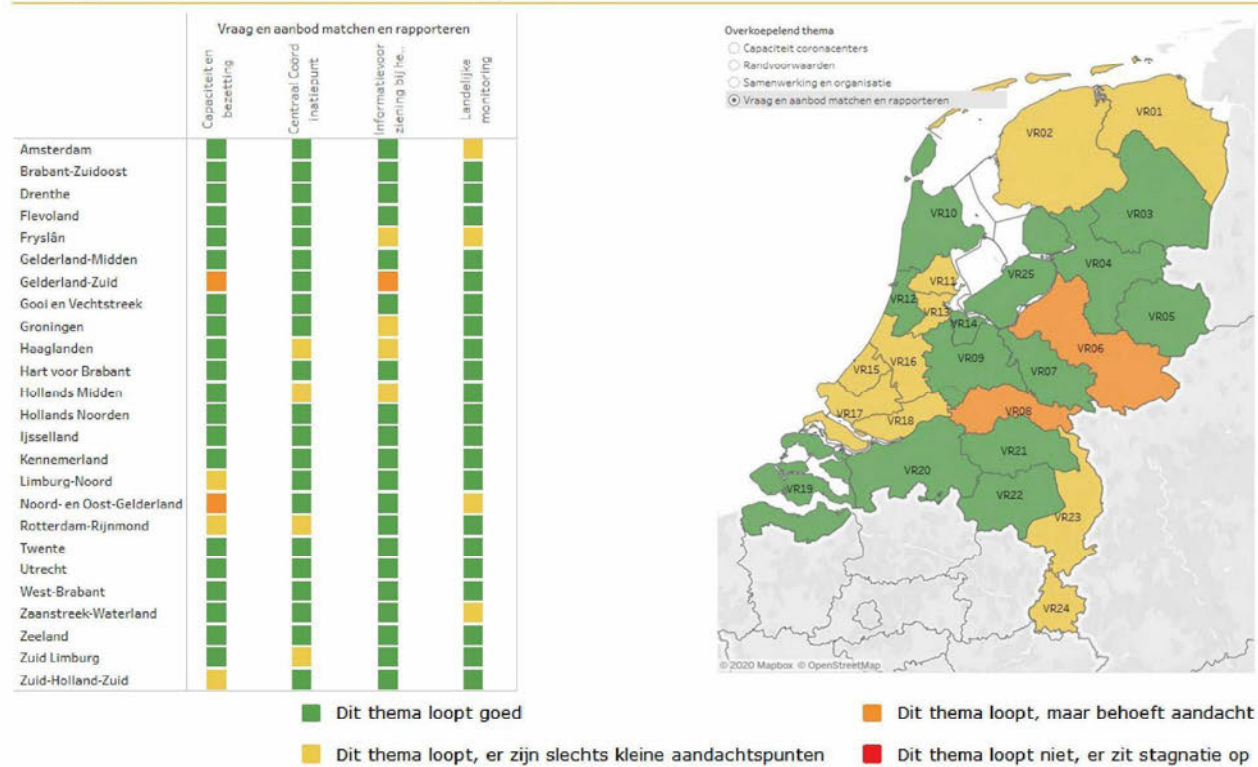 Vraag en aanbod matchen en rapporteren
Capaciteit en
bezetting
Centraal Coörd
inatiepunt
Informatievoor
ziening bij he..
Landelijke
monitoring
Amsterdam
Brabant-Zuidoost
Drenthe
Flevoland
Fryslân
Gelderland-Midden
Gelderland-Zuid
Gooi en Vechtstreek
Groningen
Haaglanden
Hart voor Brabant
Hollands Midden
Hollands Noorden
Ijsselland
Kennemerland
Limburg-Noord
Noord- en Oost-Gelderland
Rotterdam-Rijnmond
Twente
Utrecht
West-Brabant
Zaanstreek-Waterland
Zeeland
Zuid Limburg
Zuid-Holland-Zuid
Overkoepelend thema
Capaciteit coronacenters
Randvoorwaarden
Samenwerking en organisatie
Vraag en aanbod matchen en rapporteren
VR01
VR02
VR03
VR10
VR04
VR25
VR11
VR12
VR13
VR14
VR05
VR06
VR09
VR16
VR07
VR15
VR17
VR18
VR08
VR21
VR20
VR19
VR22
VR23
VR24
© 2020 Mapbox © OpenStreetMap
Dit thema loopt goed
Dit thema loopt, maar behoeft aandacht
Dit thema loopt, er zijn slechts kleine aandachtspunten
Dit thema loopt niet, er zit stagnatie op